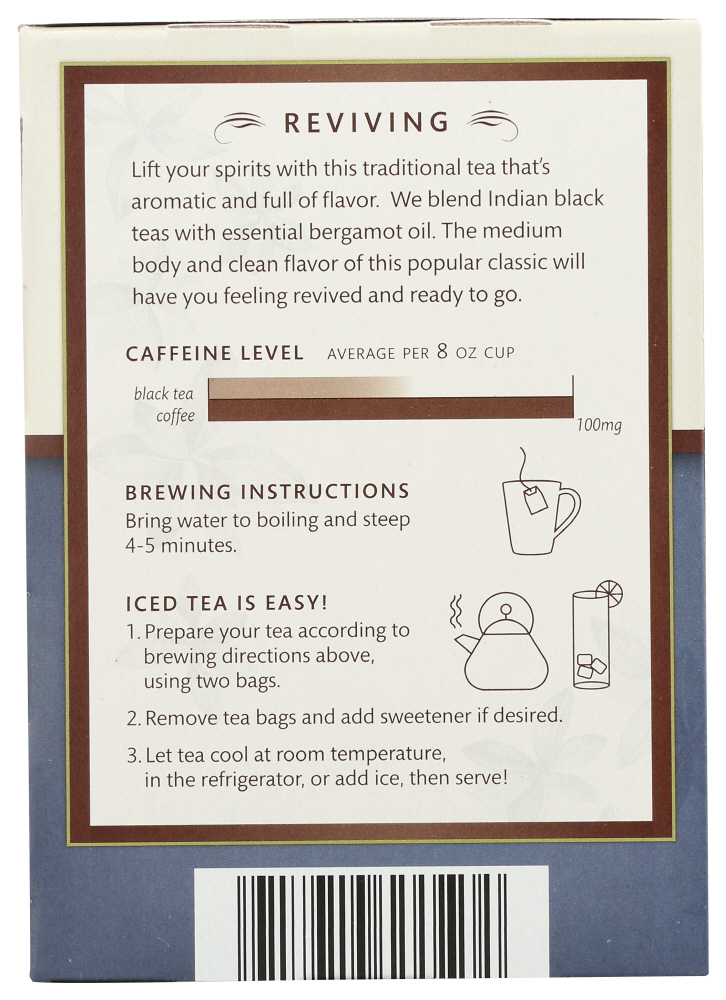 REVIVING
Lift your spirits with this traditional tea that's
aromatic and full of flavor. We blend Indian black
teas with essential bergamot oil. The medium
body and clean flavor of this popular classic will
have you feeling revived and ready to go.
CAFFEINE LEVEL AVERAGE PER 8 OZ CUP
black tea
coffee
100mg
BREWING INSTRUCTIONS
Bring water to boiling and steep
4-5 minutes.
ICED TEA IS EASY!
1. Prepare your tea according to
brewing directions above,
using two bags.
2. Remove tea bags and add sweetener if desired.
3. Let tea cool at room temperature,
in the refrigerator, or add ice, then serve!